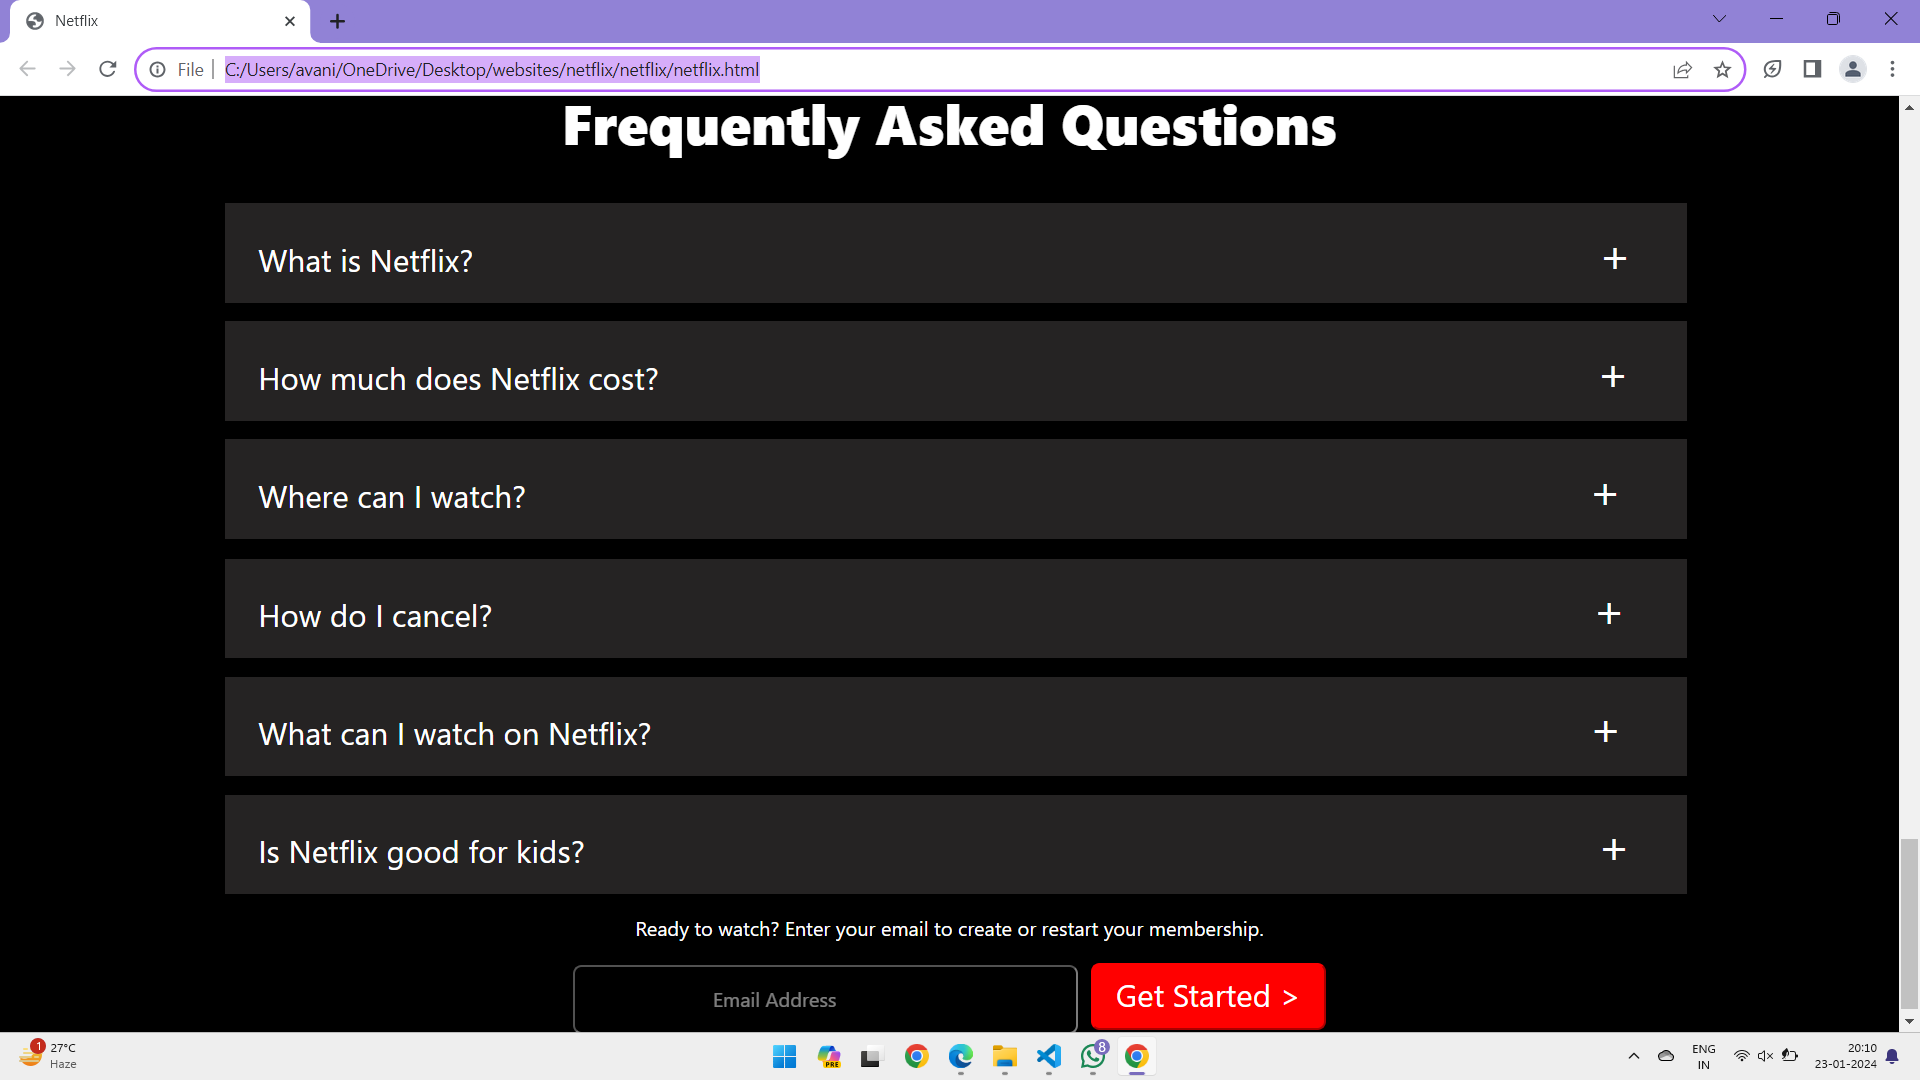 Netflix
File
C:/Users/avani/OneDrive/Desktop/websites/netflix/netflix/netflix.html
Frequently Asked Questions
What is Netflix? +
How much does Netflix cost? +
Where can I watch? +
How do I cancel? +
What can I watch on Netflix? +
Is Netflix good for kids? +
Ready to watch? Enter your email to create or restart your membership.
Email Address
Get Started >
1
27°C
Haze
PRE
8
ENG
IN
20:10
23-01-2024